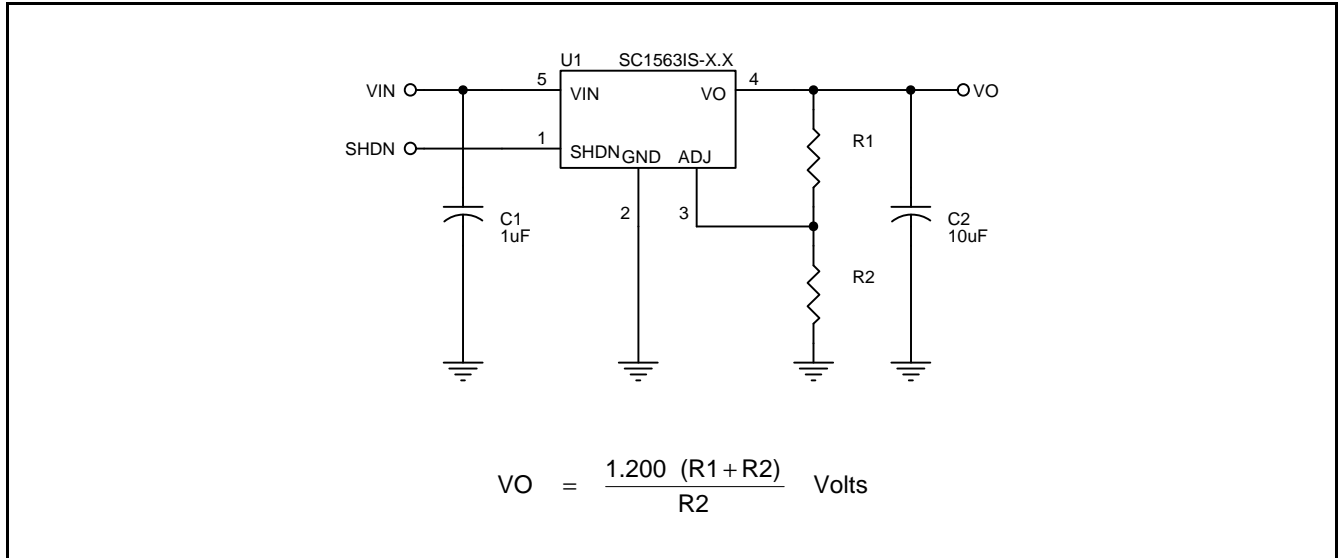 U1 SC1563IS-X.X
VIN 5 VIN VO 4 VO
SHDN 1 SHDN GND ADJ
R1
2 3
C1
1uF
C2
10uF
R2
VO = 1.200 (R1+R2) Volts
R2